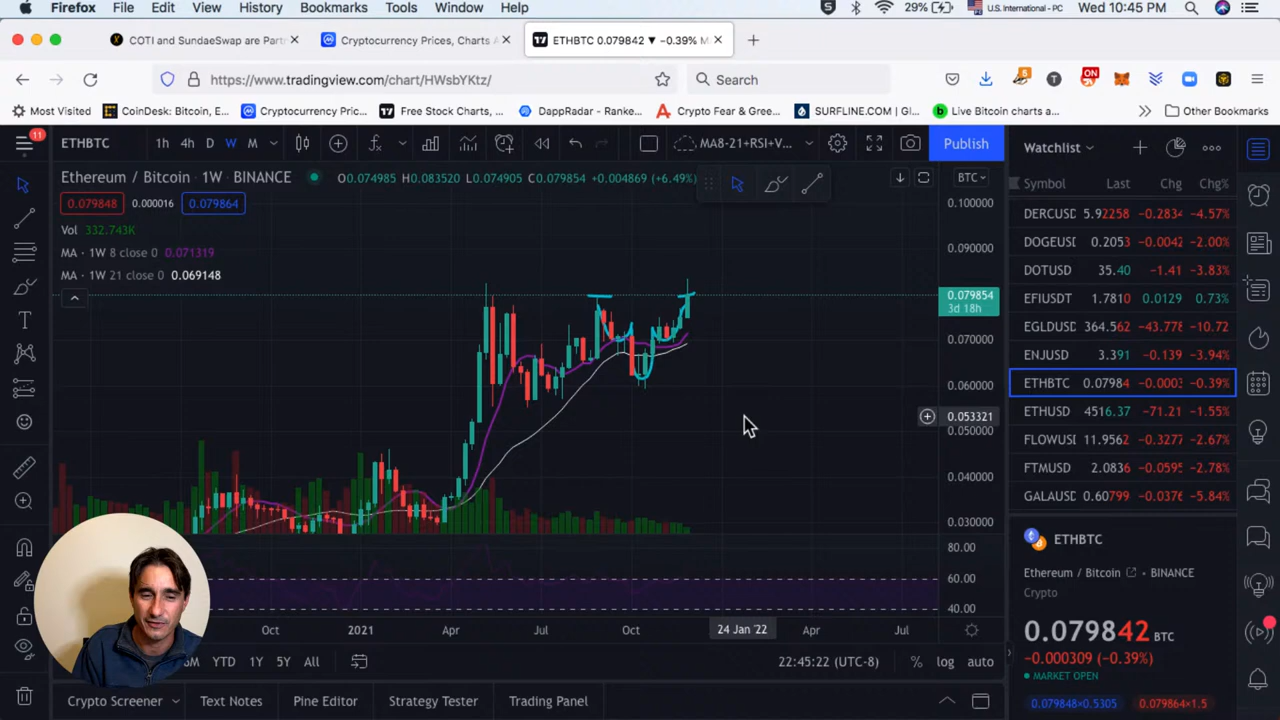 Firefox File Edit View History Bookmarks Tools Window Help 29% U.S. International - PC Wed 10:45 PM
COTI and SundaeSwap are Part Cryptocurrency Prices, Charts A ETHBTC 0.079842 ▼ −0.39% M
https://www.tradingview.com/chart/HWsbYKtz/ Search 5 ON
Most Visited CoinDesk: Bitcoin, E... Cryptocurrency Pric... Free Stock Charts, ... DappRadar - Ranke... Crypto Fear & Gree... SURFLINE.COM | Gl... Live Bitcoin charts a... Other Bookmarks
11 ETHBTC 1h 4h D W M MA8-21+RSI+V... Publish Watchlist
Ethereum / Bitcoin · 1W · BINANCE O0.074985 H0.083520 L0.074905 C0.079854 +0.004869 (+6.49%) BTC
Symbol Last Chg Chg%
0.079848 0.000016 0.079864 0.100000
DERCUSD 5.92258 −0.2834 −4.57%
Vol 332.743K
DOGEUSD 0.2053 −0.0042 −2.00%
MA · 1W 8 close 0 0.071319 0.090000
DOTUSD 35.40 −1.41 −3.83%
MA · 1W 21 close 0 0.069148
EFIUSDT 1.7810 0.0129 0.73%
0.079854
3d 18h
EGLDUSD 364.562 −43.778 −10.72
0.070000
ENJUSD 3.391 −0.139 −3.94%
0.060000
ETHBTC 0.07984 −0.0003 −0.39%
0.053321
ETHUSD 4516.37 −71.21 −1.55%
0.050000
FLOWUSD 11.9562 −0.3277 −2.67%
FTMUSD 2.0836 −0.0595 −2.78%
0.040000
GALAUSD 0.60799 −0.0376 −5.84%
0.030000
80.00
ETHBTC
60.00
Ethereum / Bitcoin BINANCE
Crypto
40.00
Oct 2021 Apr Jul Oct 24 Jan '22 Apr Jul
0.079842 BTC
−0.000309 (−0.39%)
6M YTD 1Y 5Y All 22:45:22 (UTC-8) % log auto
MARKET OPEN
Crypto Screener Text Notes Pine Editor Strategy Tester Trading Panel
0.079848×0.5305 0.079864×1.5